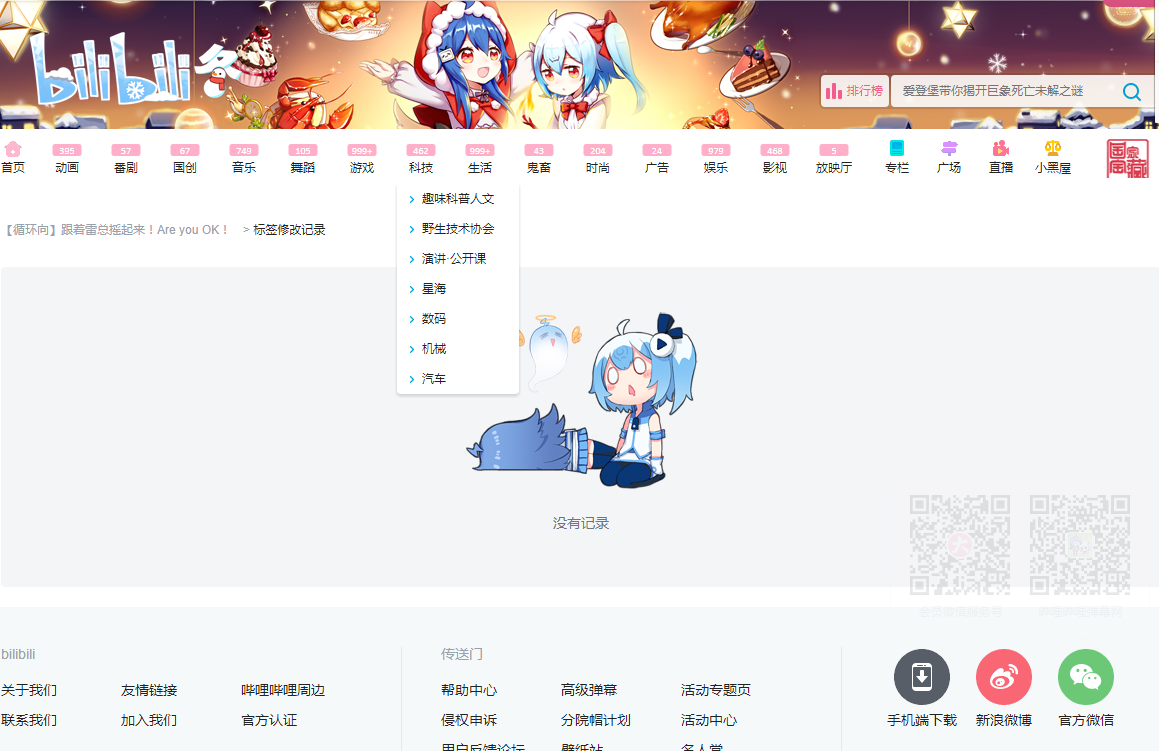 bilibili 冬
排行榜 爱登堡带你揭开巨象死亡未解之谜
395 57 67 749 105 999+ 462 999+ 43 204 24 979 468 5
首页 动画 番剧 国创 音乐 舞蹈 游戏 科技 生活 鬼畜 时尚 广告 娱乐 影视 放映厅 专栏 广场 直播 小黑屋 国家宝藏
趣味科普人文
野生技术协会
演讲·公开课
星海
数码
机械
汽车
【循环向】跟着雷总摇起来！Are you OK！ > 标签修改记录
没有记录
bilibili
关于我们 友情链接 哔哩哔哩周边
联系我们 加入我们 官方认证
传送门
帮助中心 高级弹幕 活动专题页
侵权申诉 分院帽计划 活动中心
用户反馈论坛 壁纸站 名人堂
手机端下载 新浪微博 官方微信